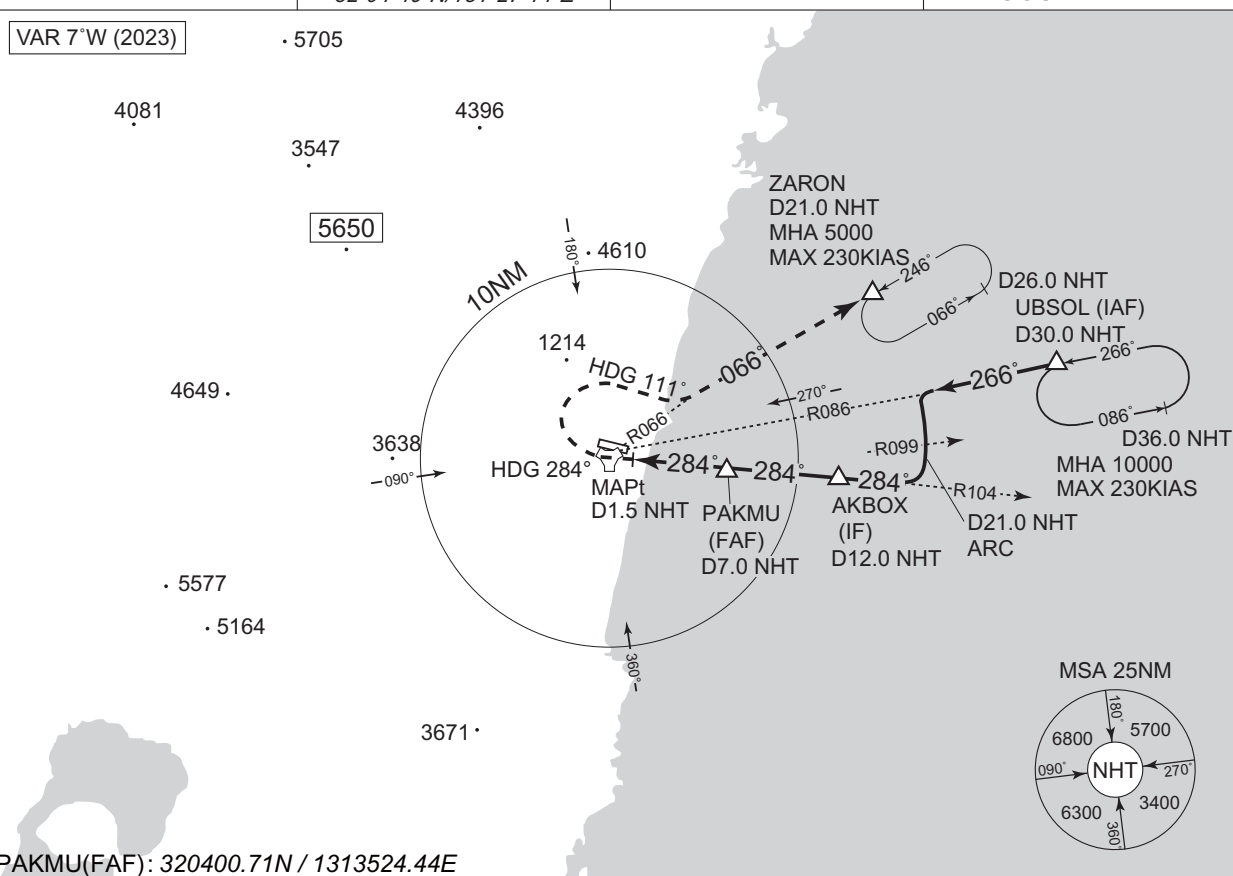 VAR 7°W (2023)
5705
4081
4396
3547
5650
4610
180°
10NM
ZARON
D21.0 NHT
MHA 5000
MAX 230KIAS
246°
066°
D26.0 NHT
UBSOL (IAF)
D30.0 NHT
266°
086°
D36.0 NHT
MHA 10000
MAX 230KIAS
1214
HDG 111°
066°
R066
270°
R086
266°
4649
3638
090°
HDG 284°
MAPt
D1.5 NHT
284°
284°
284°
R099
R104
PAKMU
(FAF)
D7.0 NHT
AKBOX
(IF)
D12.0 NHT
D21.0 NHT
ARC
5577
5164
360°
3671
MSA 25NM
180°
6800
5700
090°
NHT
270°
6300
3400
360°
PAKMU(FAF): 320400.71N / 1313524.44E